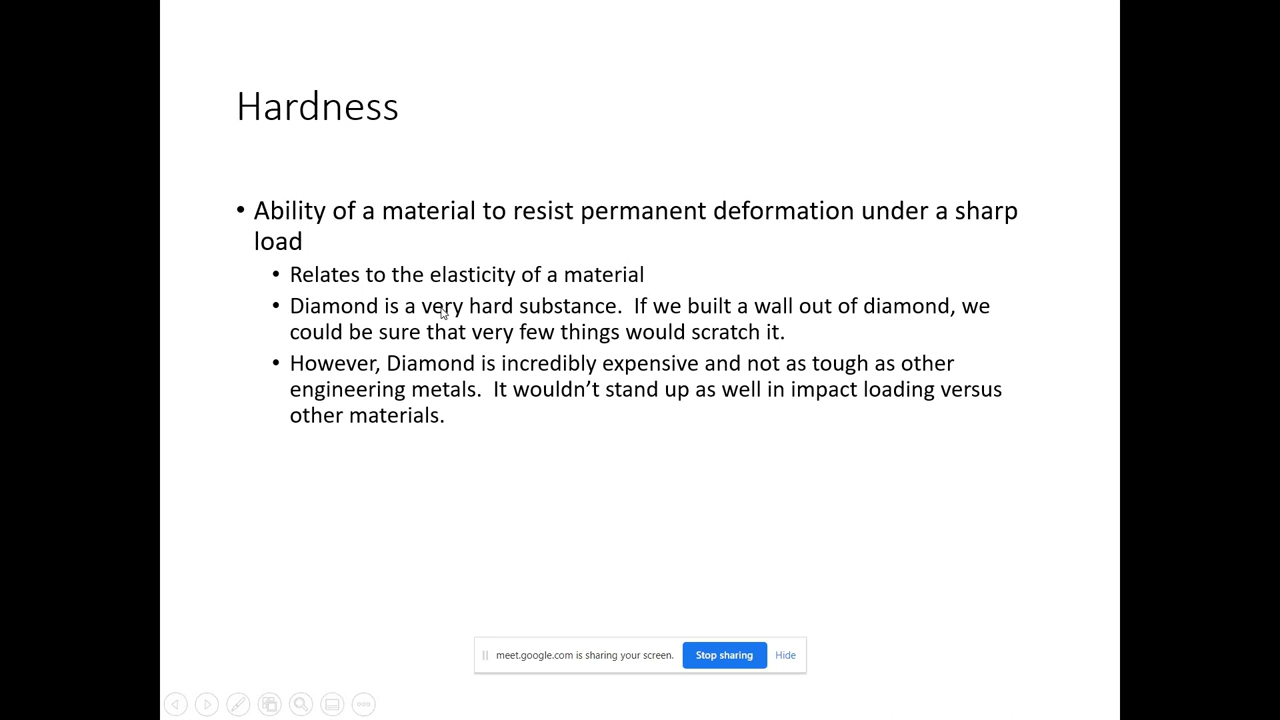 Hardness
• Ability of a material to resist permanent deformation under a sharp
load
• Relates to the elasticity of a material
• Diamond is a very hard substance.  If we built a wall out of diamond, we
could be sure that very few things would scratch it.
• However, Diamond is incredibly expensive and not as tough as other
engineering metals.  It wouldn’t stand up as well in impact loading versus
other materials.
meet.google.com is sharing your screen. Stop sharing Hide